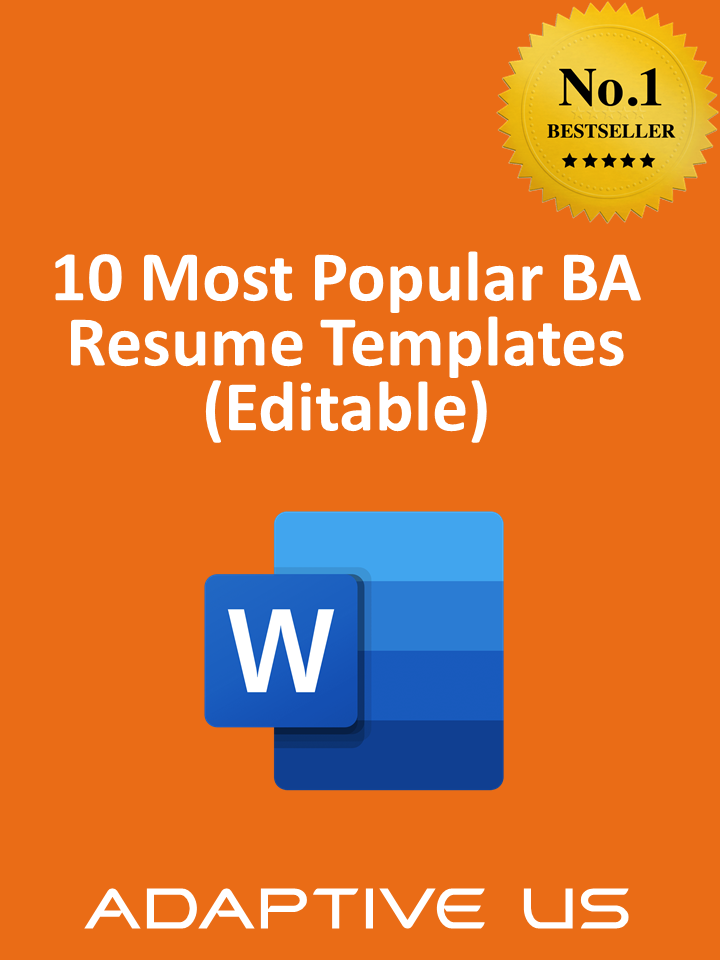 No.1
BESTSELLER
10 Most Popular BA
Resume Templates
(Editable)
W
ADAPTIVE US